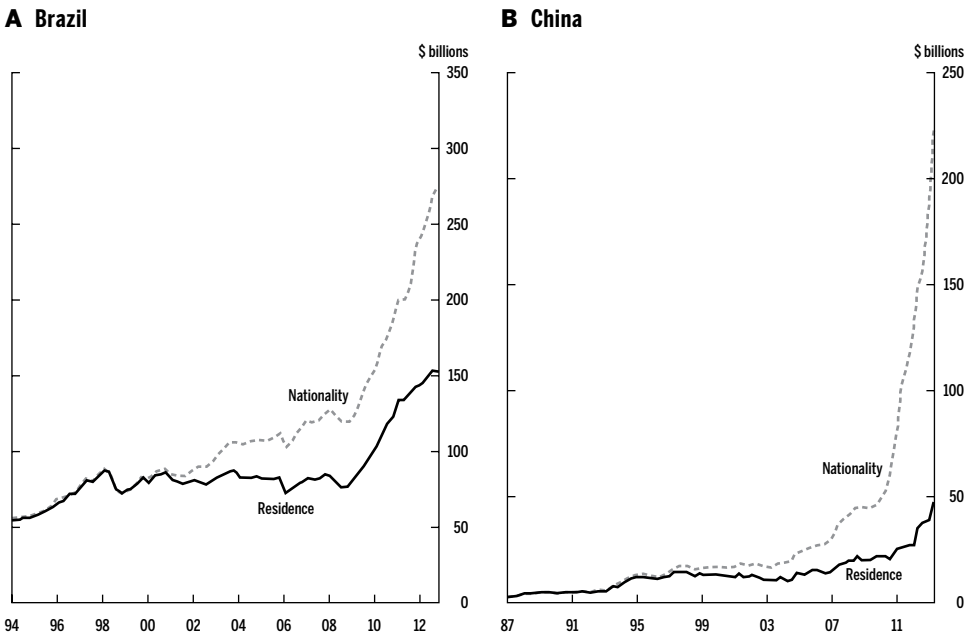 A Brazil
$ billions
350
300
250
200
150
100
50
0
Nationality
Residence
94 96 98 00 02 04 06 08 10 12
B China
$ billions
250
200
150
100
50
0
Nationality
Residence
87 91 95 99 03 07 11